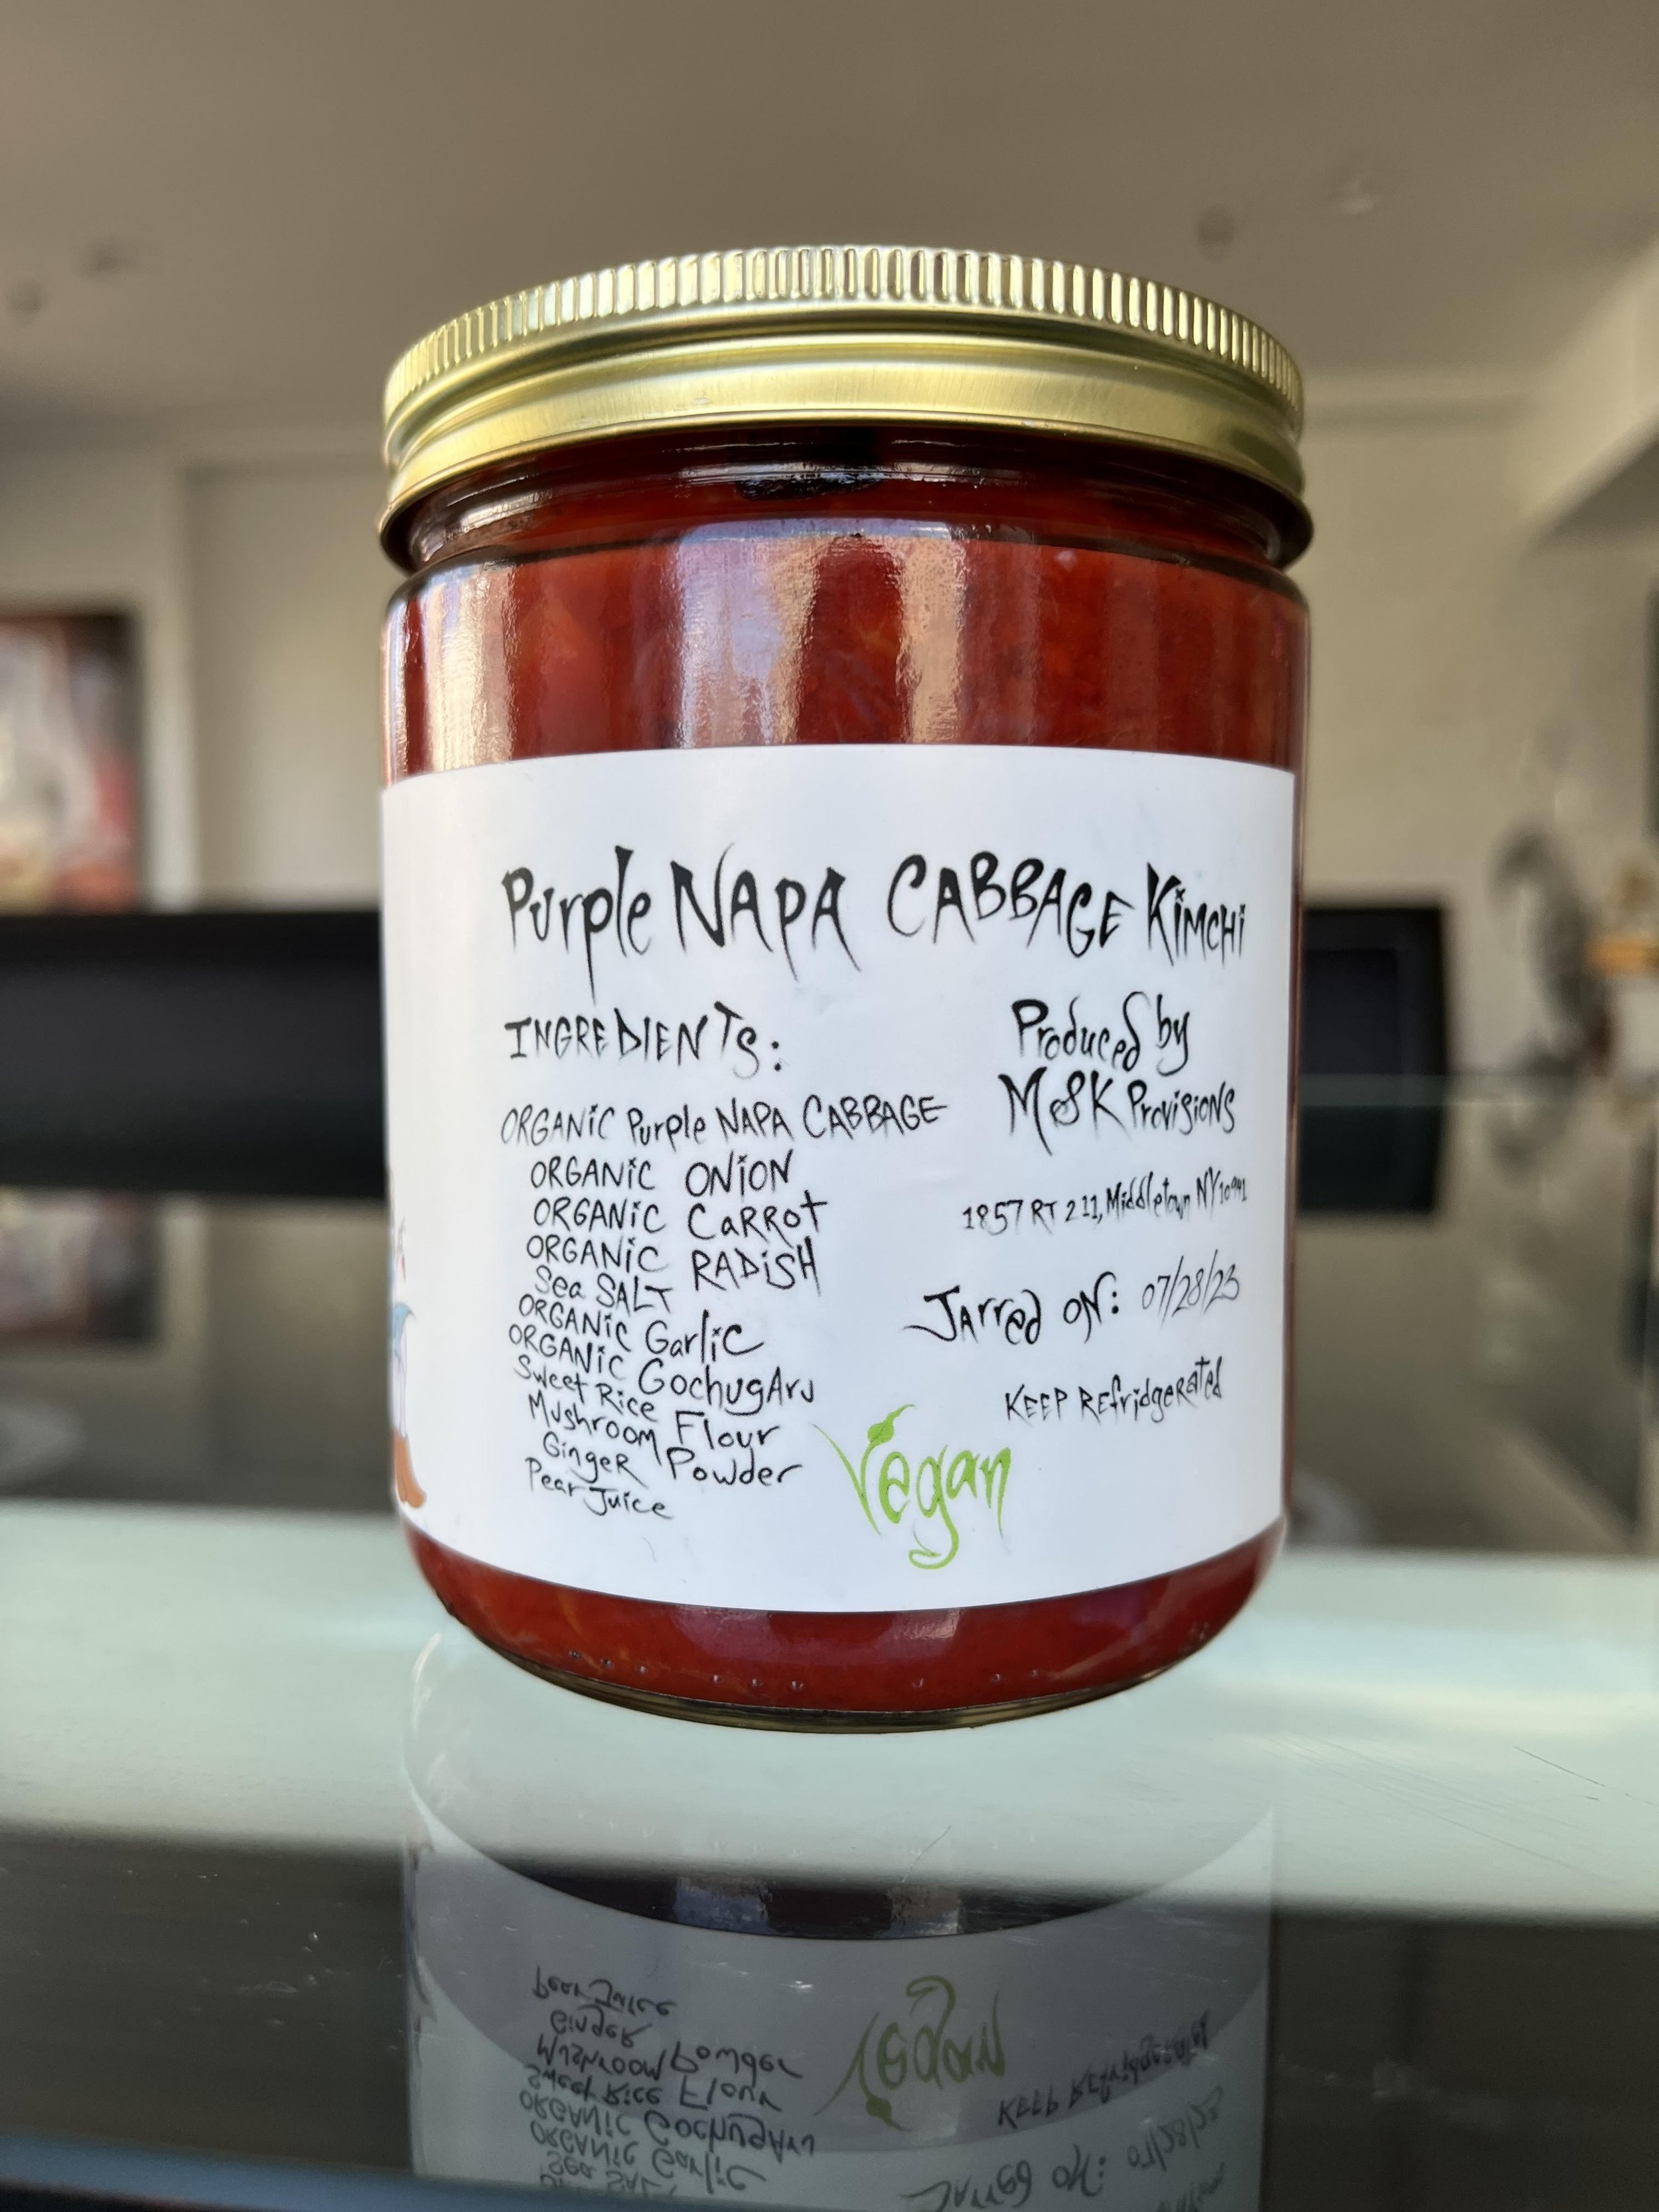 Purple NAPA CABBAGE KiMCHi
INGREDIENTS:
ORGANiC Purple NAPA CABBAGE
ORGANiC ONiON
ORGANiC CaRROt
ORGANiC RADiSH
Sea SALT
ORGANiC GarliC
ORGANiC GochugAru
Sweet Rice Flour
Mushroom Powder
GingeR
Pear Juice
Produced by
M&K ProvisioNS
1857 RT 211, Middletown NY 10941
JArred oN: 07/28/23
KEEP REfridgeRated
Vegan